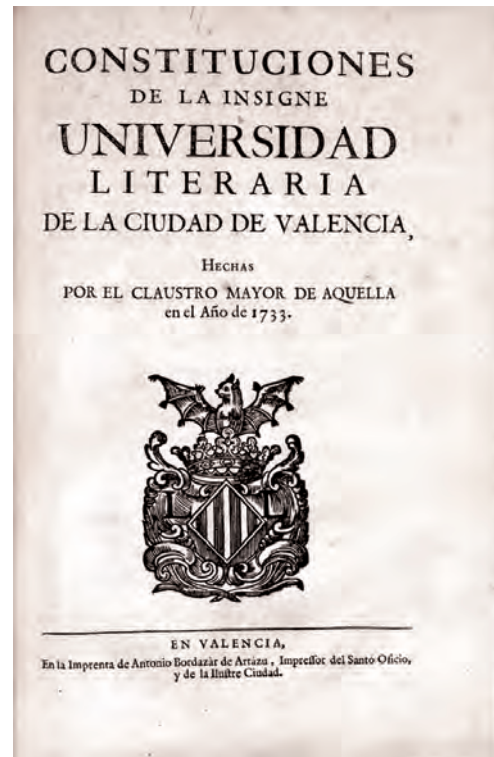 CONSTITUCIONES
DE LA INSIGNE
UNIVERSIDAD
LITERARIA
DE LA CIUDAD DE VALENCIA,
HECHAS
POR EL CLAUSTRO MAYOR DE AQUELLA
en el Año de 1733.
L L
EN VALENCIA,
En la Imprenta de Antonio Bordazàr de Artàzu, Impreſſor del Santo Oficio,
y de la Iluſtre Ciudad.